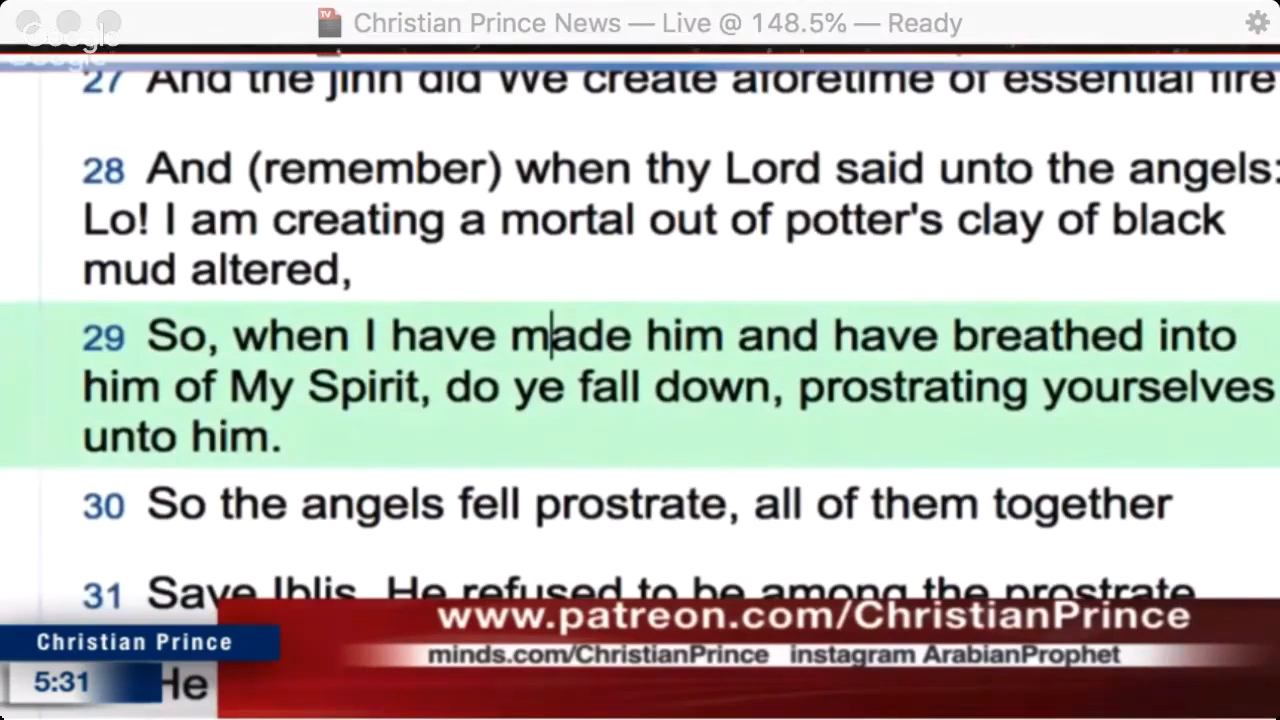 Christian Prince News — Live @ 148.5% — Ready
Google
Google
27 And the jinn did We create aforetime of essential fire
28 And (remember) when thy Lord said unto the angels:
Lo! I am creating a mortal out of potter's clay of black
mud altered,
29 So, when I have made him and have breathed into
him of My Spirit, do ye fall down, prostrating yourselves
unto him.
30 So the angels fell prostrate, all of them together
31 Save Iblis. He refused to be among the prostrate
www.patreon.com/ChristianPrince
Christian Prince
minds.com/ChristianPrince instagram ArabianProphet
5:31
He